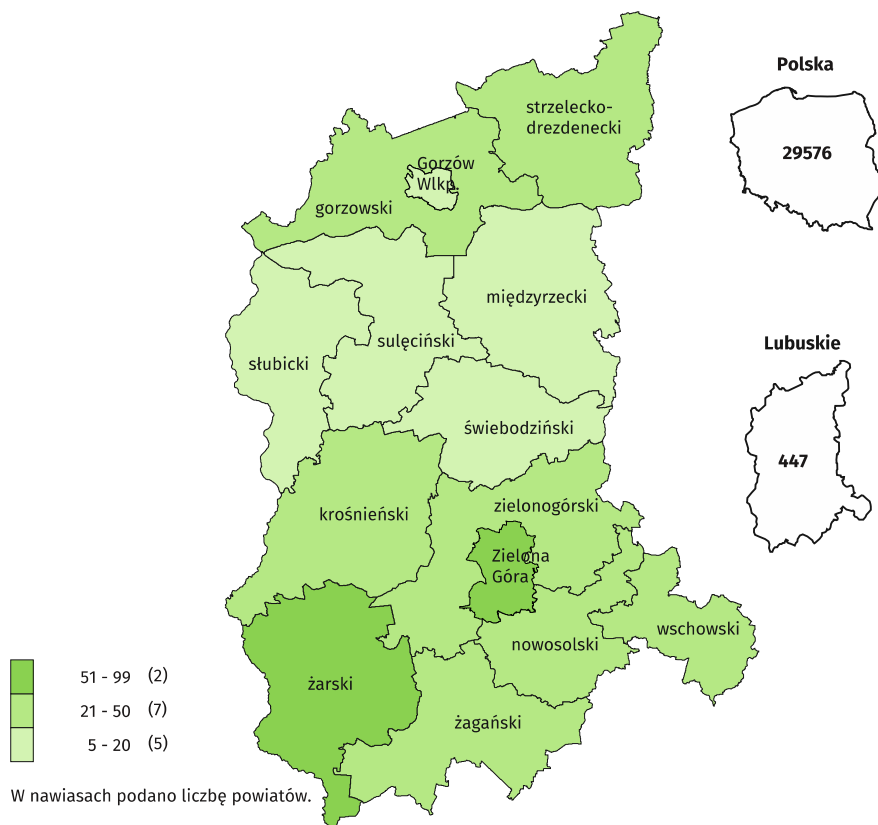 Polska
29576
strzelecko-
drezdenecki
Gorzów
Wlkp.
gorzowski
międzyrzecki
sulęciński
słubicki
Lubuskie
447
świebodziński
krośnieński
zielonogórski
Zielona
Góra
wschowski
nowosolski
żarski
żagański
51 - 99 (2)
21 - 50 (7)
5 - 20 (5)
W nawiasach podano liczbę powiatów.